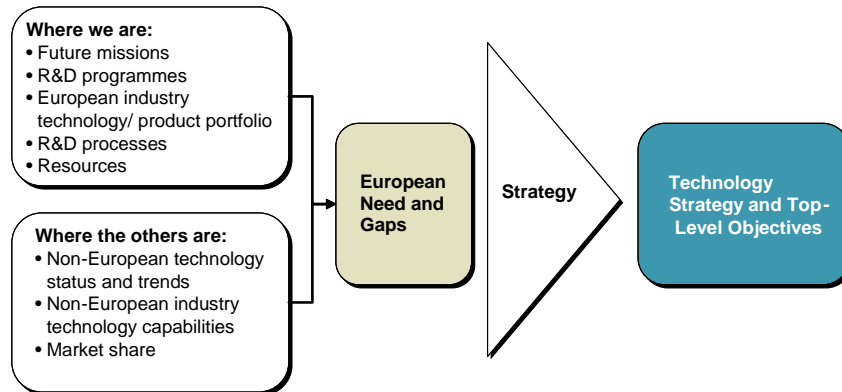 Where we are:
• Future missions
• R&D programmes
• European industry
technology/ product portfolio
• R&D processes
• Resources
Where the others are:
• Non-European technology
status and trends
• Non-European industry
technology capabilities
• Market share
European
Need and
Gaps
Strategy
Technology
Strategy and Top-
Level Objectives